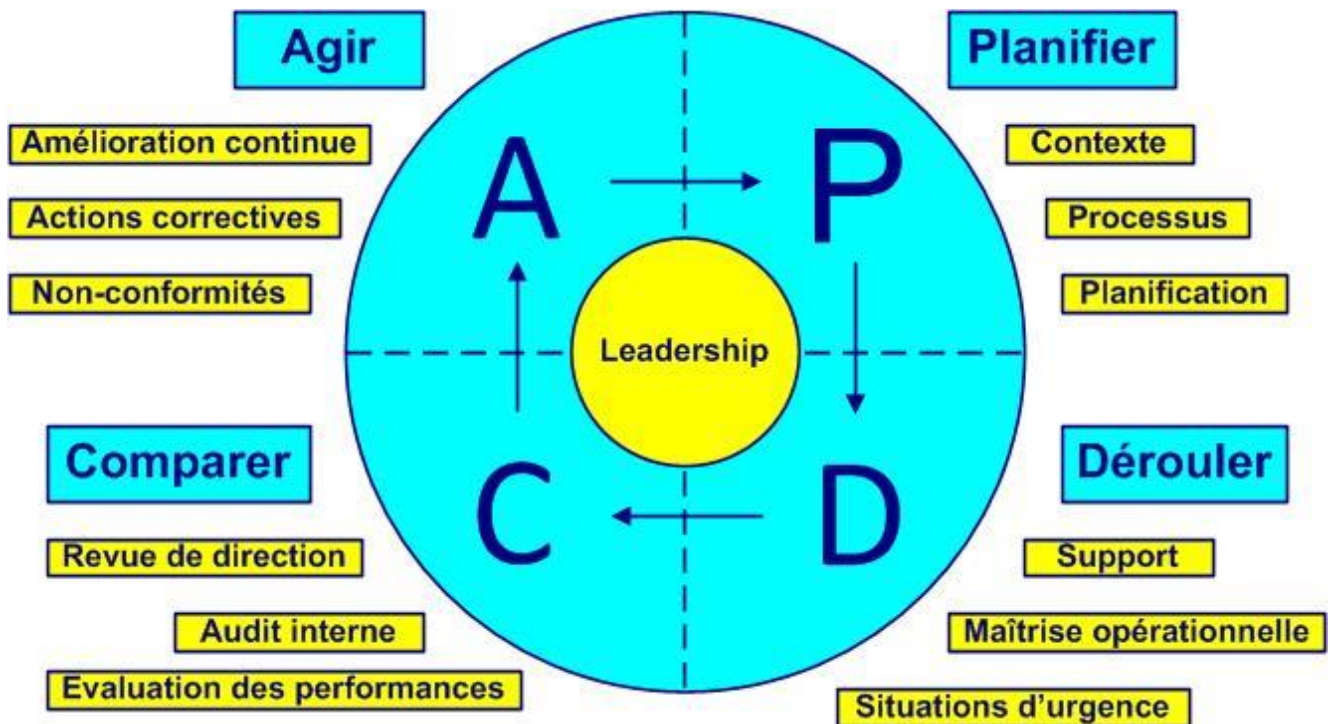 Agir
Planifier
Amélioration continue
Contexte
Actions correctives
Processus
Non-conformités
Planification
A
P
Leadership
C
D
Comparer
Dérouler
Revue de direction
Support
Audit interne
Maîtrise opérationnelle
Evaluation des performances
Situations d'urgence